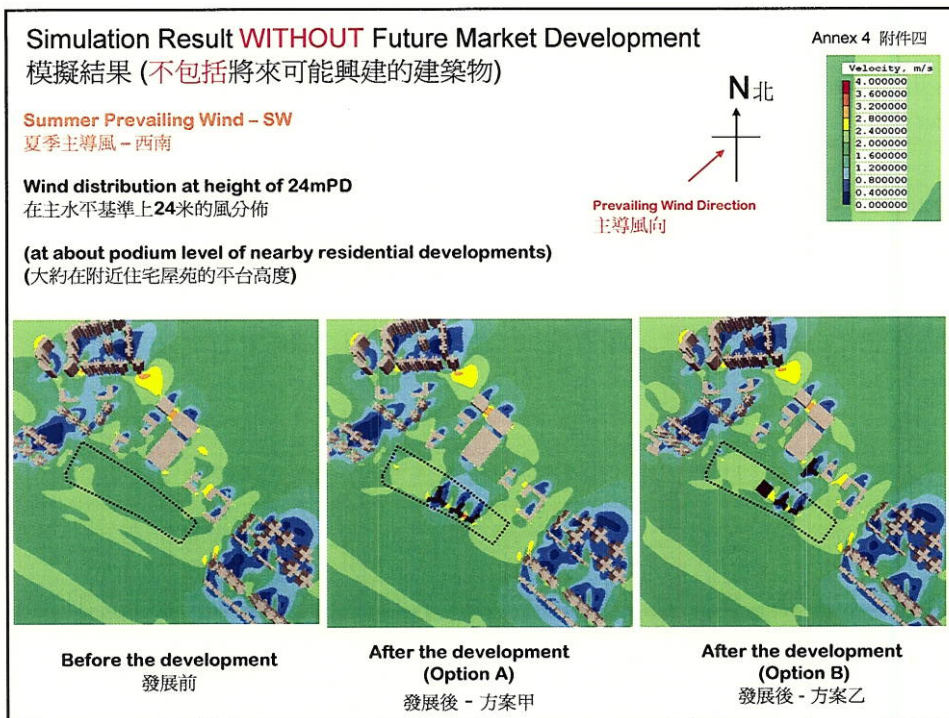 Simulation Result WITHOUT Future Market Development
模擬結果 (不包括將來可能興建的建築物)
Annex 4 附件四
Summer Prevailing Wind – SW
夏季主導風 – 西南
Wind distribution at height of 24mPD
在主水平基準上24米的風分佈
(at about podium level of nearby residential developments)
(大約在附近住宅屋苑的平台高度)
N北
Prevailing Wind Direction
主導風向
Velocity, m/s
4.000000
3.600000
3.200000
2.800000
2.400000
2.000000
1.600000
1.200000
0.800000
0.400000
0.000000
Before the development
發展前
After the development
(Option A)
發展後 - 方案甲
After the development
(Option B)
發展後 - 方案乙